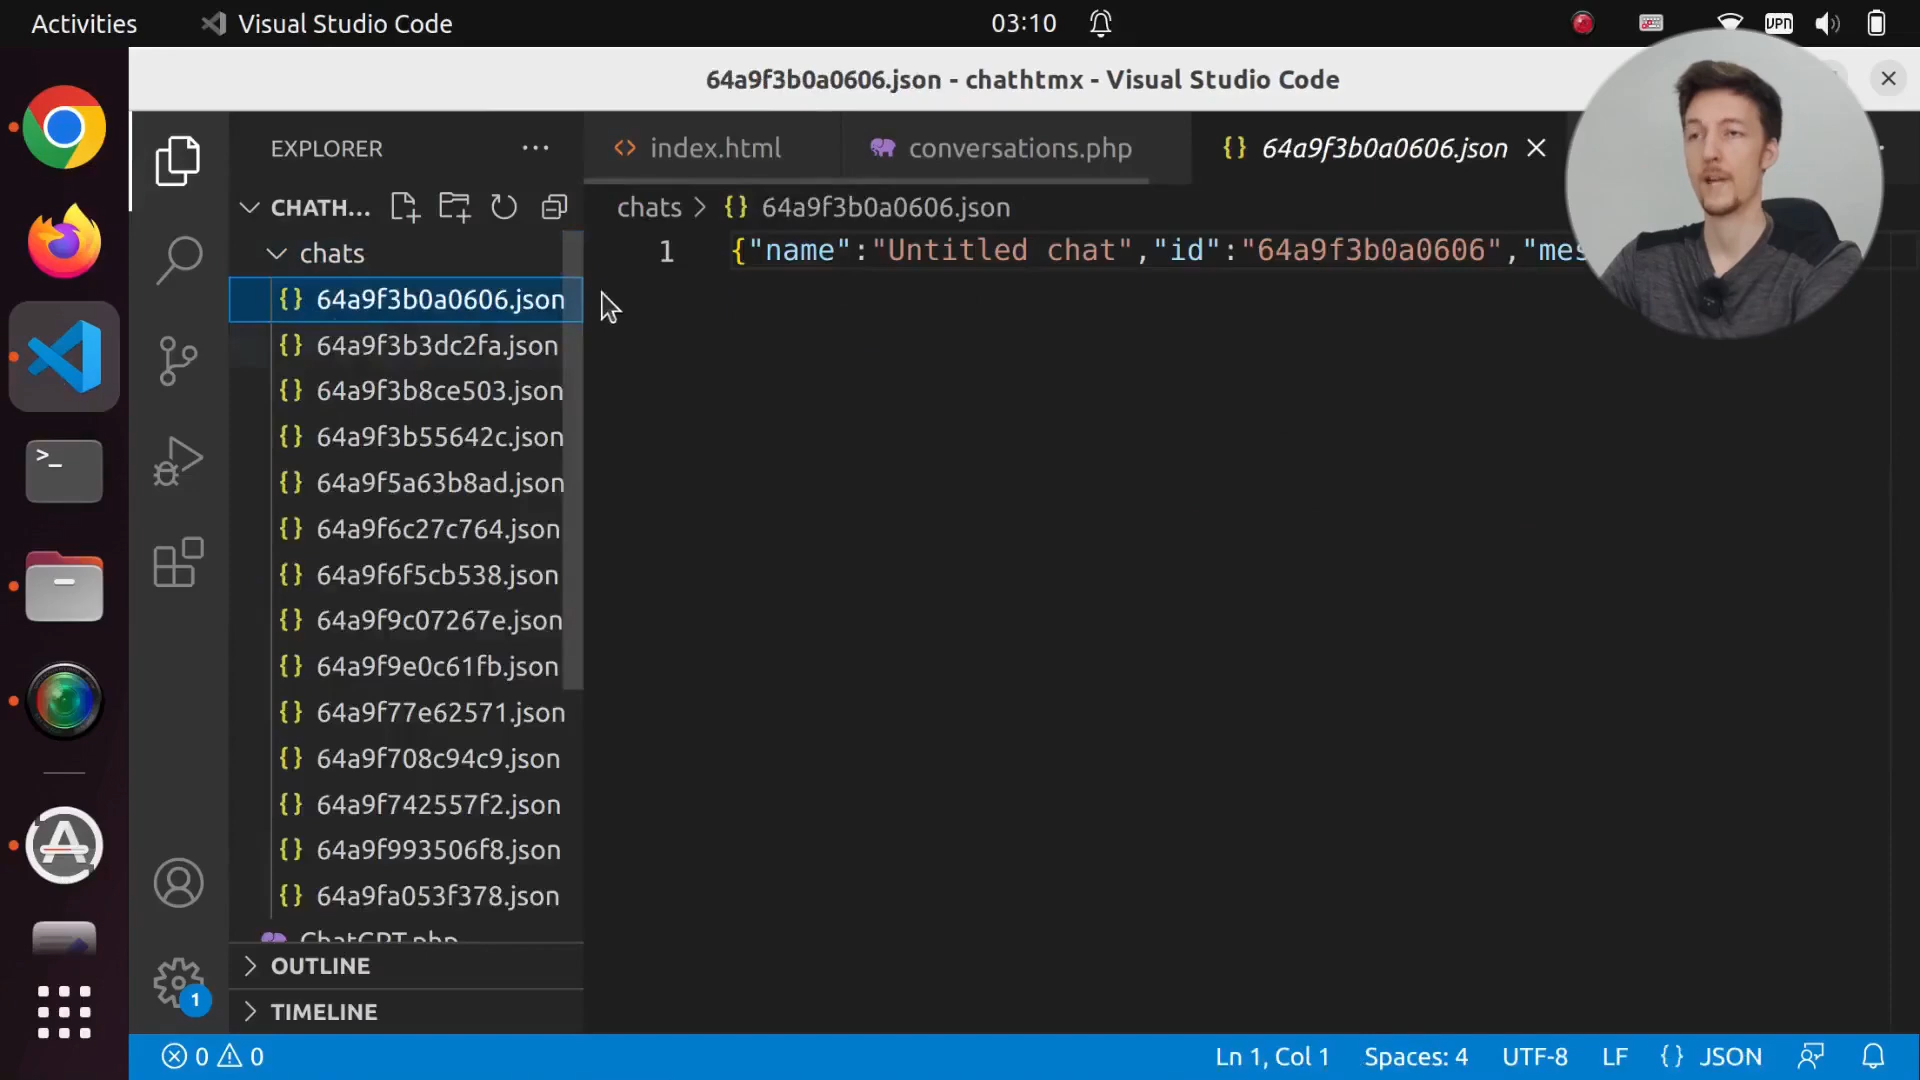 Activities
Visual Studio Code
03:10
VPN
64a9f3b0a0606.json - chathtmx - Visual Studio Code
EXPLORER
index.html
conversations.php
64a9f3b0a0606.json
CHATH...
chats
64a9f3b0a0606.json
chats
1
{"name":"Untitled chat","id":"64a9f3b0a0606","mes
64a9f3b0a0606.json
64a9f3b3dc2fa.json
64a9f3b8ce503.json
64a9f3b55642c.json
64a9f5a63b8ad.json
64a9f6c27c764.json
64a9f6f5cb538.json
64a9f9c07267e.json
64a9f9e0c61fb.json
64a9f77e62571.json
64a9f708c94c9.json
64a9f742557f2.json
64a9f993506f8.json
64a9fa053f378.json
ChatGPT.php
OUTLINE
TIMELINE
1
0
0
Ln 1, Col 1
Spaces: 4
UTF-8
LF
{} JSON